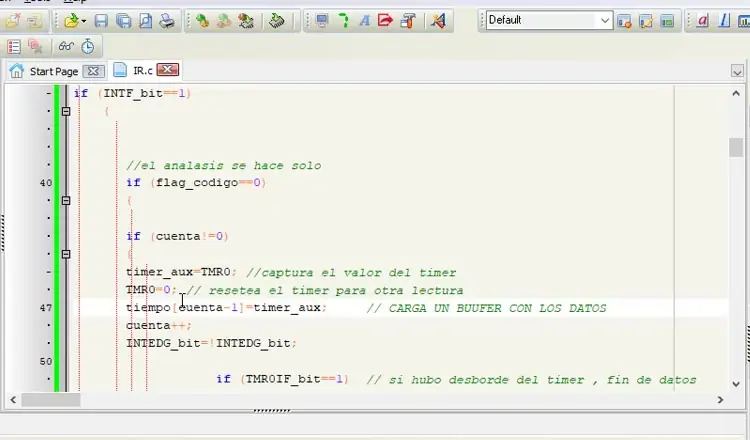 Default
Start Page
IR.c
if (INTF_bit==1)
{
//el analasis se hace solo
40 if (flag_codigo==0)
{
if (cuenta!=0)
{
timer_aux=TMR0; //captura el valor del timer
TMR0=0; // resetea el timer para otra lectura
47 tiempo[cuenta-1]=timer_aux; // CARGA UN BUUFER CON LOS DATOS
cuenta++;
INTEDG_bit=!INTEDG_bit;
50
if (TMR0IF_bit==1) // si hubo desborde del timer , fin de datos